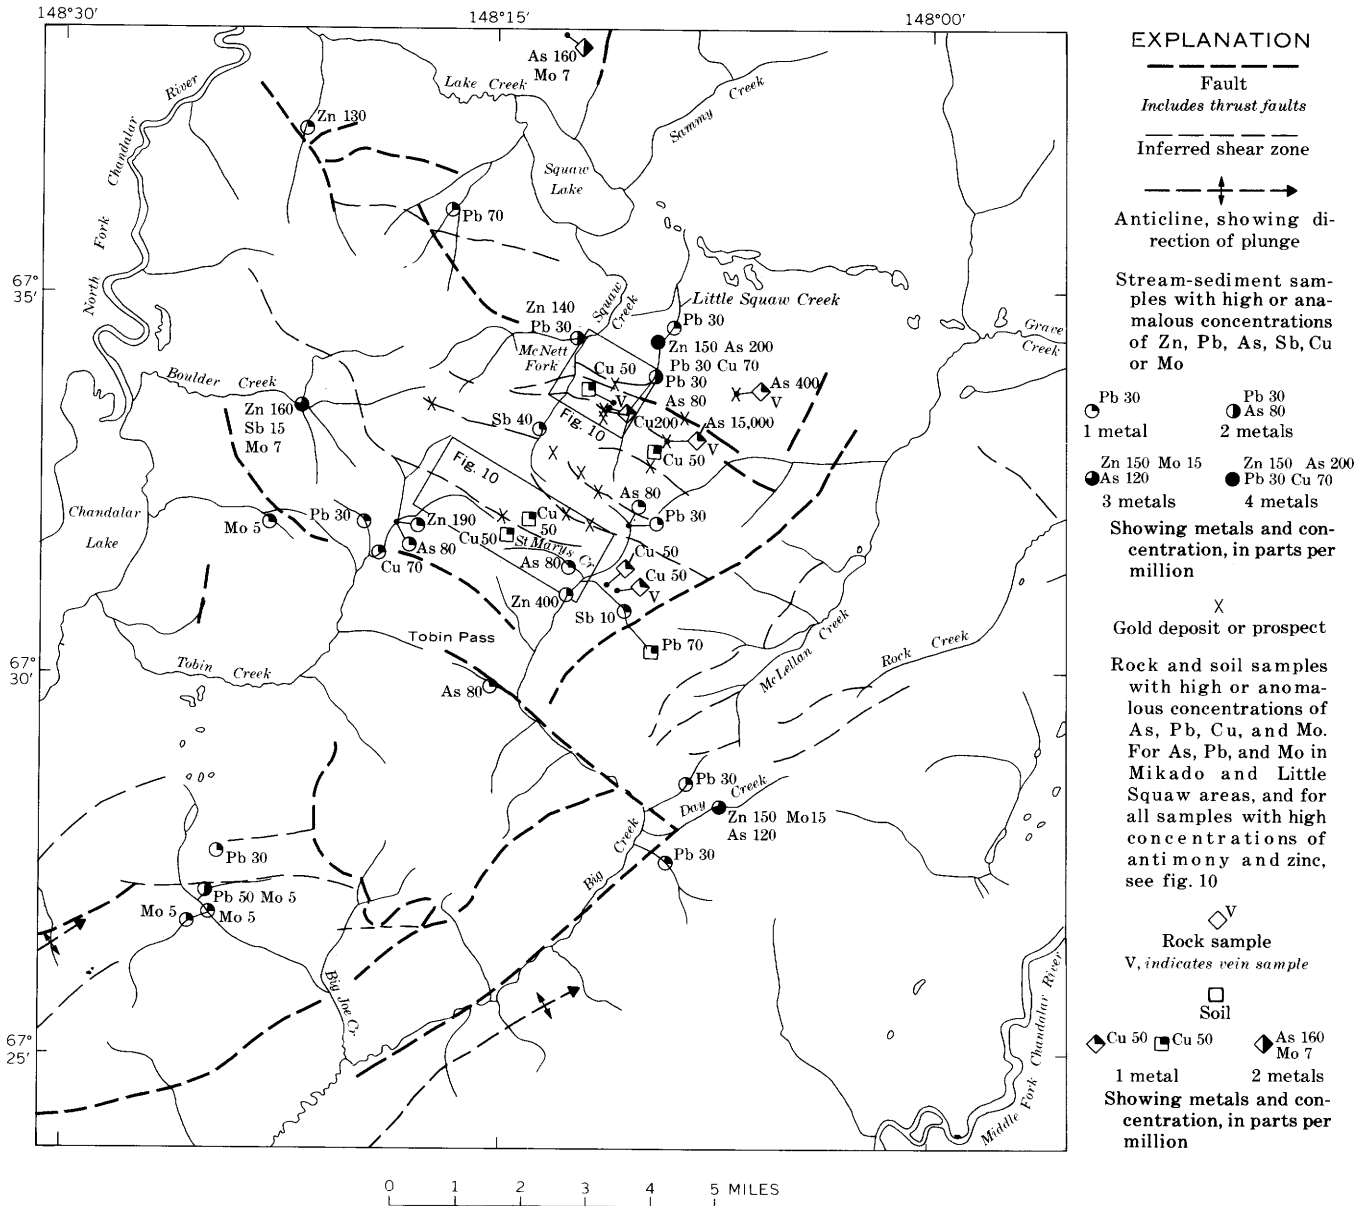 148°30′
148°15′
148°00′
As 160
Mo 7
Lake Creek
Sammy Creek
North Fork Chandalar River
Zn 130
Squaw
Lake
Pb 70
67°
35′
Zn 140
Pb 30
Squaw Creek
Little Squaw Creek
Pb 30
Grave
Creek
McNett
Fork
Zn 150 As 200
Pb 30 Cu 70
Cu 50
Pb 30
As 80
As 400
V
Boulder Creek
V
Zn 160
Sb 15
Mo 7
Sb 40
Fig. 10
Cu200
As 15,000
V
Cu 50
Fig. 10
As 80
Chandalar
Lake
Mo 5
Pb 30
Zn 190
Cu
50
Cu50
Pb 30
As 80
St Marys Cr
Cu 70
As 80
Cu 50
Cu 50
V
Zn 400
Sb 10
Tobin Pass
Pb 70
McLellan Creek
Rock Creek
67°
30′
Tobin Creek
As 80
Pb 30
Day Creek
Zn 150 Mo15
As 120
Big Creek
Pb 30
Pb 30
Pb 50 Mo 5
Mo 5
Mo 5
Big Joe Cr
67°
25′
Middle Fork Chandalar River
0 1 2 3 4 5 MILES
EXPLANATION
Fault
Includes thrust faults
Inferred shear zone
Anticline, showing di-
rection of plunge
Stream-sediment sam-
ples with high or ana-
malous concentrations
of Zn, Pb, As, Sb, Cu
or Mo
Pb 30
1 metal
Pb 30
As 80
2 metals
Zn 150 Mo 15
As 120
3 metals
Zn 150 As 200
Pb 30 Cu 70
4 metals
Showing metals and con-
centration, in parts per
million
X
Gold deposit or prospect
Rock and soil samples
with high or anoma-
lous concentrations of
As, Pb, Cu, and Mo.
For As, Pb, and Mo in
Mikado and Little
Squaw areas, and for
all samples with high
concentrations of
antimony and zinc,
see fig. 10
V
Rock sample
V, indicates vein sample
Soil
Cu 50
Cu 50
1 metal
As 160
Mo 7
2 metals
Showing metals and con-
centration, in parts per
million